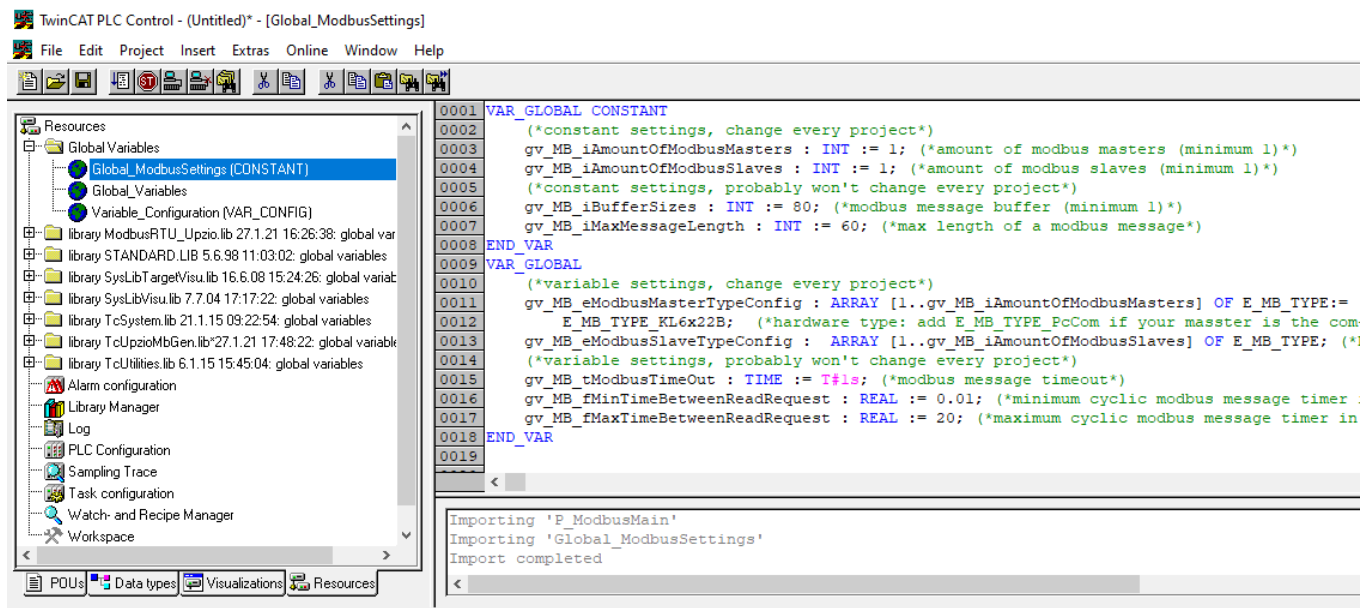 TwinCAT PLC Control - (Untitled)* - [Global_ModbusSettings]
File Edit Project Insert Extras Online Window Help
Resources
Global Variables
Global_ModbusSettings (CONSTANT)
Global_Variables
Variable_Configuration (VAR_CONFIG)
library ModbusRTU_Upzio.lib 27.1.21 16:26:38: global var
library STANDARD.LIB 5.6.98 11:03:02: global variables
library SysLibTargetVisu.lib 16.6.08 15:24:26: global variab
library SysLibVisu.lib 7.7.04 17:17:22: global variables
library TcSystem.lib 21.1.15 09:22:54: global variables
library TcUpzioMbGen.lib*27.1.21 17:48:22: global variable
library TcUtilities.lib 6.1.15 15:45:04: global variables
Alarm configuration
Library Manager
Log
PLC Configuration
Sampling Trace
Task configuration
Watch- and Recipe Manager
Workspace
POUs Data types Visualizations Resources
0001 VAR_GLOBAL CONSTANT
0002 (*constant settings, change every project*)
0003 gv_MB_iAmountOfModbusMasters : INT := 1; (*amount of modbus masters (minimum 1)*)
0004 gv_MB_iAmountOfModbusSlaves : INT := 1; (*amount of modbus slaves (minimum 1)*)
0005 (*constant settings, probably won't change every project*)
0006 gv_MB_iBufferSizes : INT := 80; (*modbus message buffer (minimum 1)*)
0007 gv_MB_iMaxMessageLength : INT := 60; (*max length of a modbus message*)
0008 END_VAR
0009 VAR_GLOBAL
0010 (*variable settings, change every project*)
0011 gv_MB_eModbusMasterTypeConfig : ARRAY [1..gv_MB_iAmountOfModbusMasters] OF E_MB_TYPE:=
0012 E_MB_TYPE_KL6x22B; (*hardware type: add E_MB_TYPE_PcCom if your masster is the com
0013 gv_MB_eModbusSlaveTypeConfig : ARRAY [1..gv_MB_iAmountOfModbusSlaves] OF E_MB_TYPE; (*
0014 (*variable settings, probably won't change every project*)
0015 gv_MB_tModbusTimeOut : TIME := T#1s; (*modbus message timeout*)
0016 gv_MB_fMinTimeBetweenReadRequest : REAL := 0.01; (*minimum cyclic modbus message timer
0017 gv_MB_fMaxTimeBetweenReadRequest : REAL := 20; (*maximum cyclic modbus message timer in
0018 END_VAR
0019
Importing 'P_ModbusMain'
Importing 'Global_ModbusSettings'
Import completed